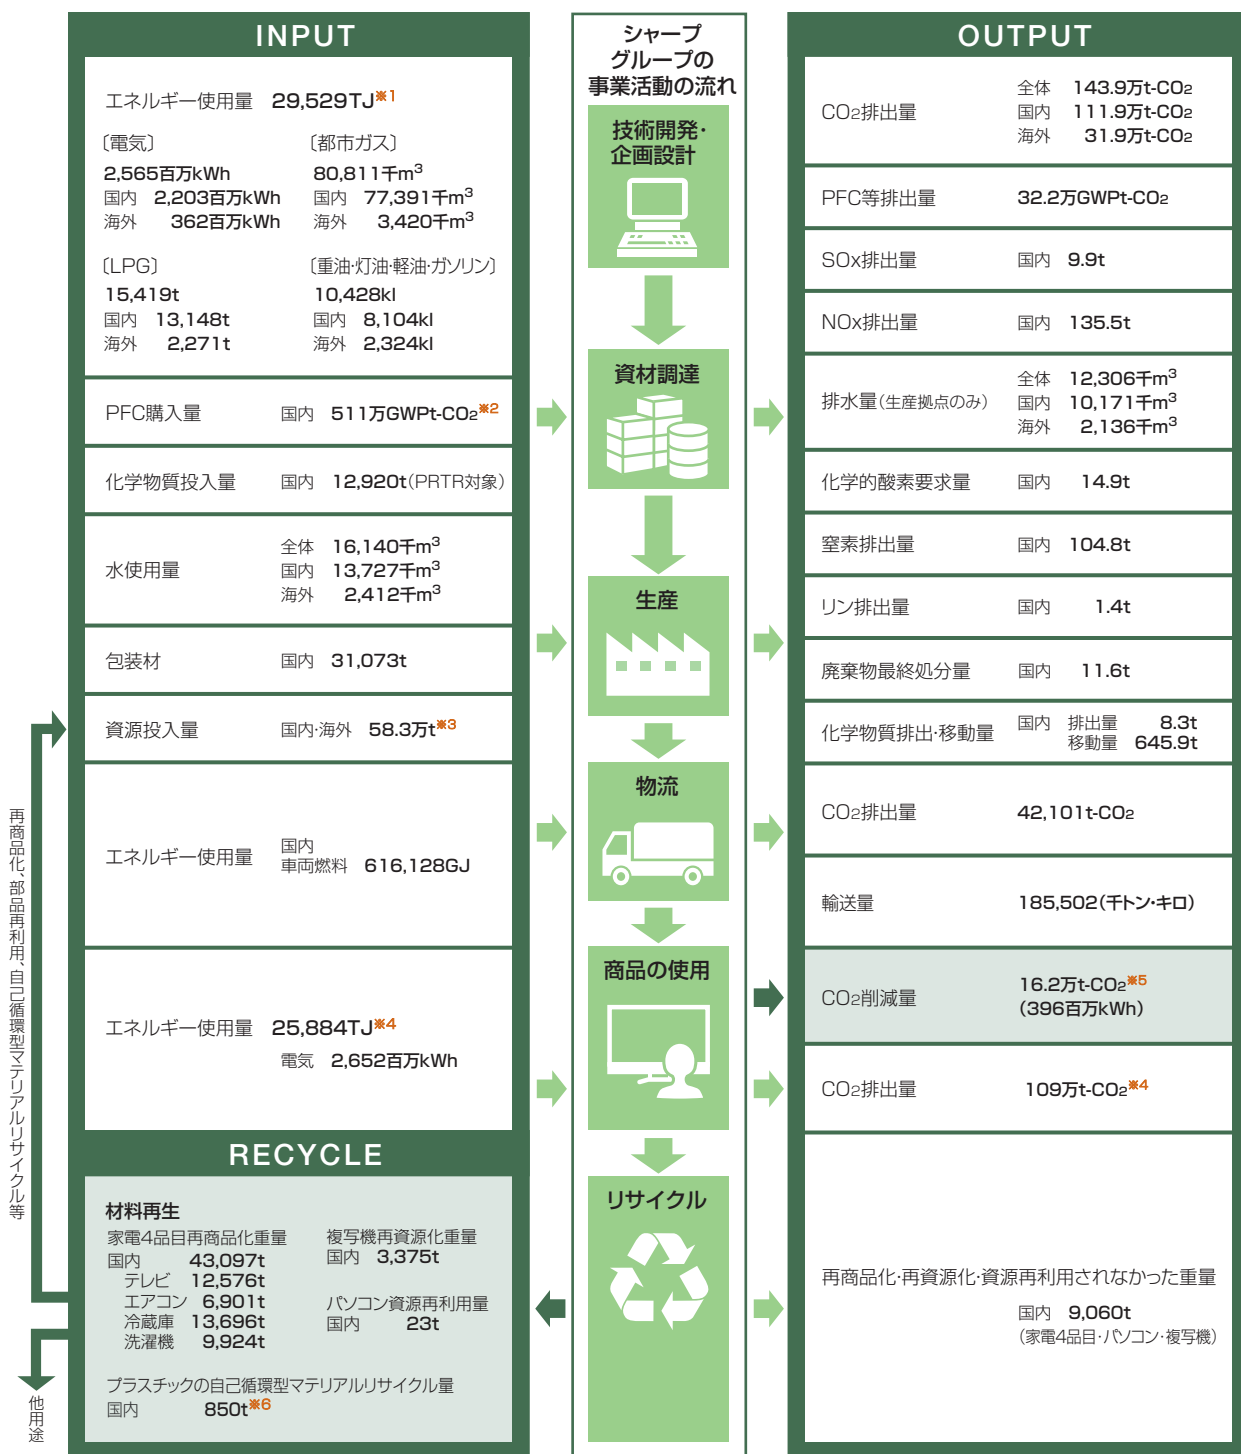 INPUT
エネルギー使用量 29,529TJ※1
〔電気〕
2,565百万kWh
国内 2,203百万kWh
海外 362百万kWh
〔都市ガス〕
80,811千m³
国内 77,391千m³
海外 3,420千m³
〔LPG〕
15,419t
国内 13,148t
海外 2,271t
〔重油・灯油・軽油・ガソリン〕
10,428kl
国内 8,104kl
海外 2,324kl
PFC購入量 国内 511万GWPt-CO₂※2
化学物質投入量 国内 12,920t(PRTR対象)
水使用量
全体 16,140千m³
国内 13,727千m³
海外 2,412千m³
包装材 国内 31,073t
資源投入量 国内・海外 58.3万t※3
エネルギー使用量
国内
車両燃料 616,128GJ
エネルギー使用量 25,884TJ※4
電気 2,652百万kWh
RECYCLE
材料再生
家電4品目再商品化重量
国内 43,097t
テレビ 12,576t
エアコン 6,901t
冷蔵庫 13,696t
洗濯機 9,924t
複写機再資源化重量
国内 3,375t
パソコン資源再利用量
国内 23t
プラスチックの自己循環型マテリアルリサイクル量
国内 850t※6
再商品化、部品再利用、自己循環型マテリアルリサイクル等
他用途
シャープ
グループの
事業活動の流れ
技術開発・
企画設計
資材調達
生産
物流
商品の使用
リサイクル
OUTPUT
CO₂排出量
全体 143.9万t-CO₂
国内 111.9万t-CO₂
海外 31.9万t-CO₂
PFC等排出量 32.2万GWPt-CO₂
SOx排出量 国内 9.9t
NOx排出量 国内 135.5t
排水量(生産拠点のみ)
全体 12,306千m³
国内 10,171千m³
海外 2,136千m³
化学的酸素要求量 国内 14.9t
窒素排出量 国内 104.8t
リン排出量 国内 1.4t
廃棄物最終処分量 国内 11.6t
化学物質排出・移動量 国内 排出量 8.3t
移動量 645.9t
CO₂排出量 42,101t-CO₂
輸送量 185,502(千トン・キロ)
CO₂削減量 16.2万t-CO₂※5
(396百万kWh)
CO₂排出量 109万t-CO₂※4
再商品化・再資源化・資源再利用されなかった重量
国内 9,060t
(家電4品目・パソコン・複写機)